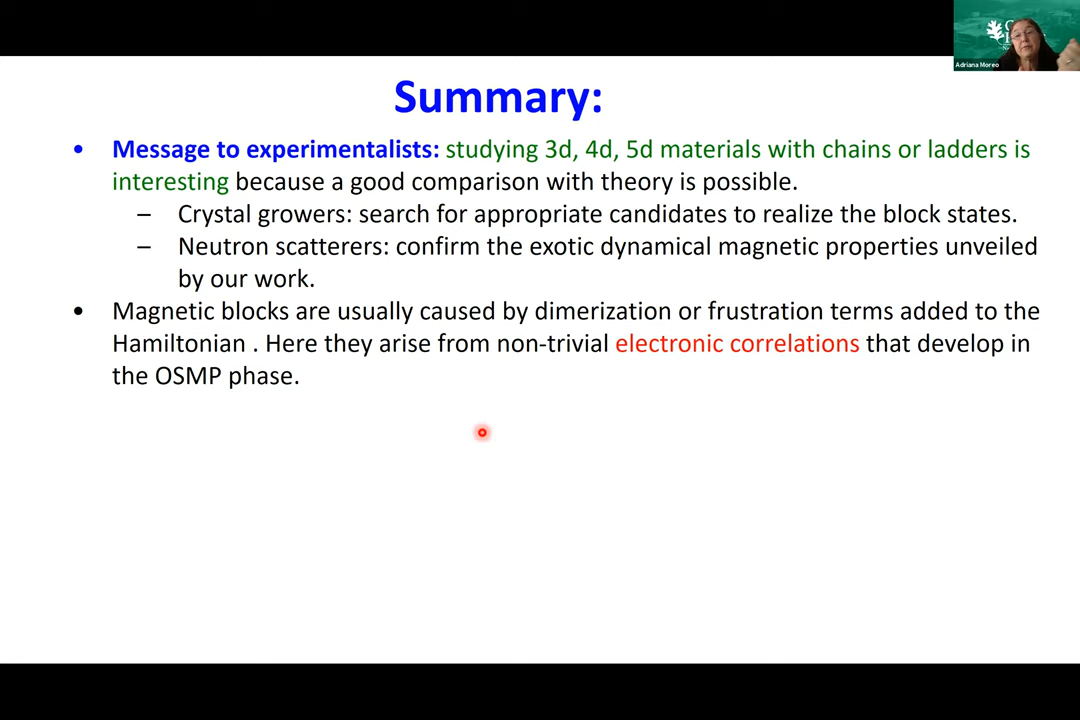 Adriana Moreo
Summary:
• Message to experimentalists: studying 3d, 4d, 5d materials with chains or ladders is
interesting because a good comparison with theory is possible.
– Crystal growers: search for appropriate candidates to realize the block states.
– Neutron scatterers: confirm the exotic dynamical magnetic properties unveiled
by our work.
• Magnetic blocks are usually caused by dimerization or frustration terms added to the
Hamiltonian . Here they arise from non-trivial electronic correlations that develop in
the OSMP phase.